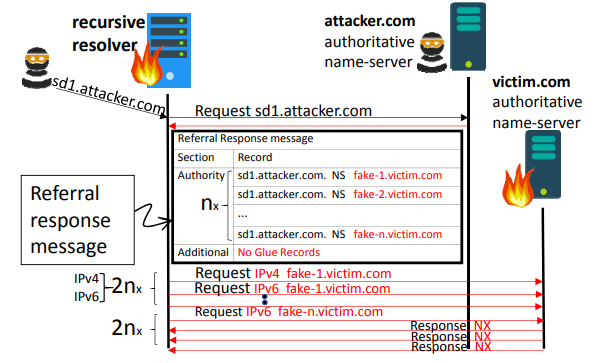 recursive
resolver
attacker.com
authoritative
name-server
victim.com
authoritative
name-server
sd1.attacker.com
Request sd1.attacker.com
Referral Response message
Section Record
Authority sd1.attacker.com. NS fake-1.victim.com
nx sd1.attacker.com. NS fake-2.victim.com
...
sd1.attacker.com. NS fake-n.victim.com
Additional No Glue Records
Referral
response
message
IPv4
IPv6
2nx
Request IPv4 fake-1.victim.com
Request IPv6 fake-1.victim.com
Request IPv6 fake-n.victim.com
2nx
Response NX
Response NX
Response NX